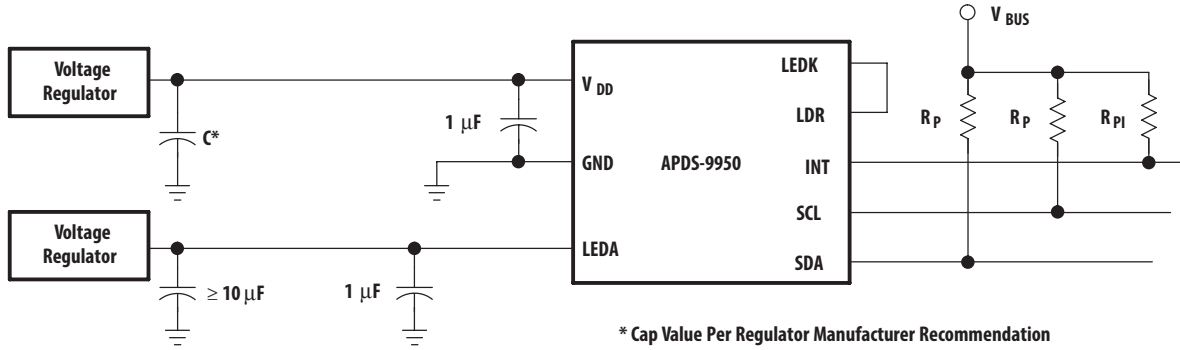 V BUS
Voltage
Regulator
V DD
LEDK
C*
1 μF
LDR
R P
R P
R PI
GND
APDS-9950
INT
Voltage
Regulator
SCL
LEDA
SDA
≥ 10 μF
1 μF
* Cap Value Per Regulator Manufacturer Recommendation